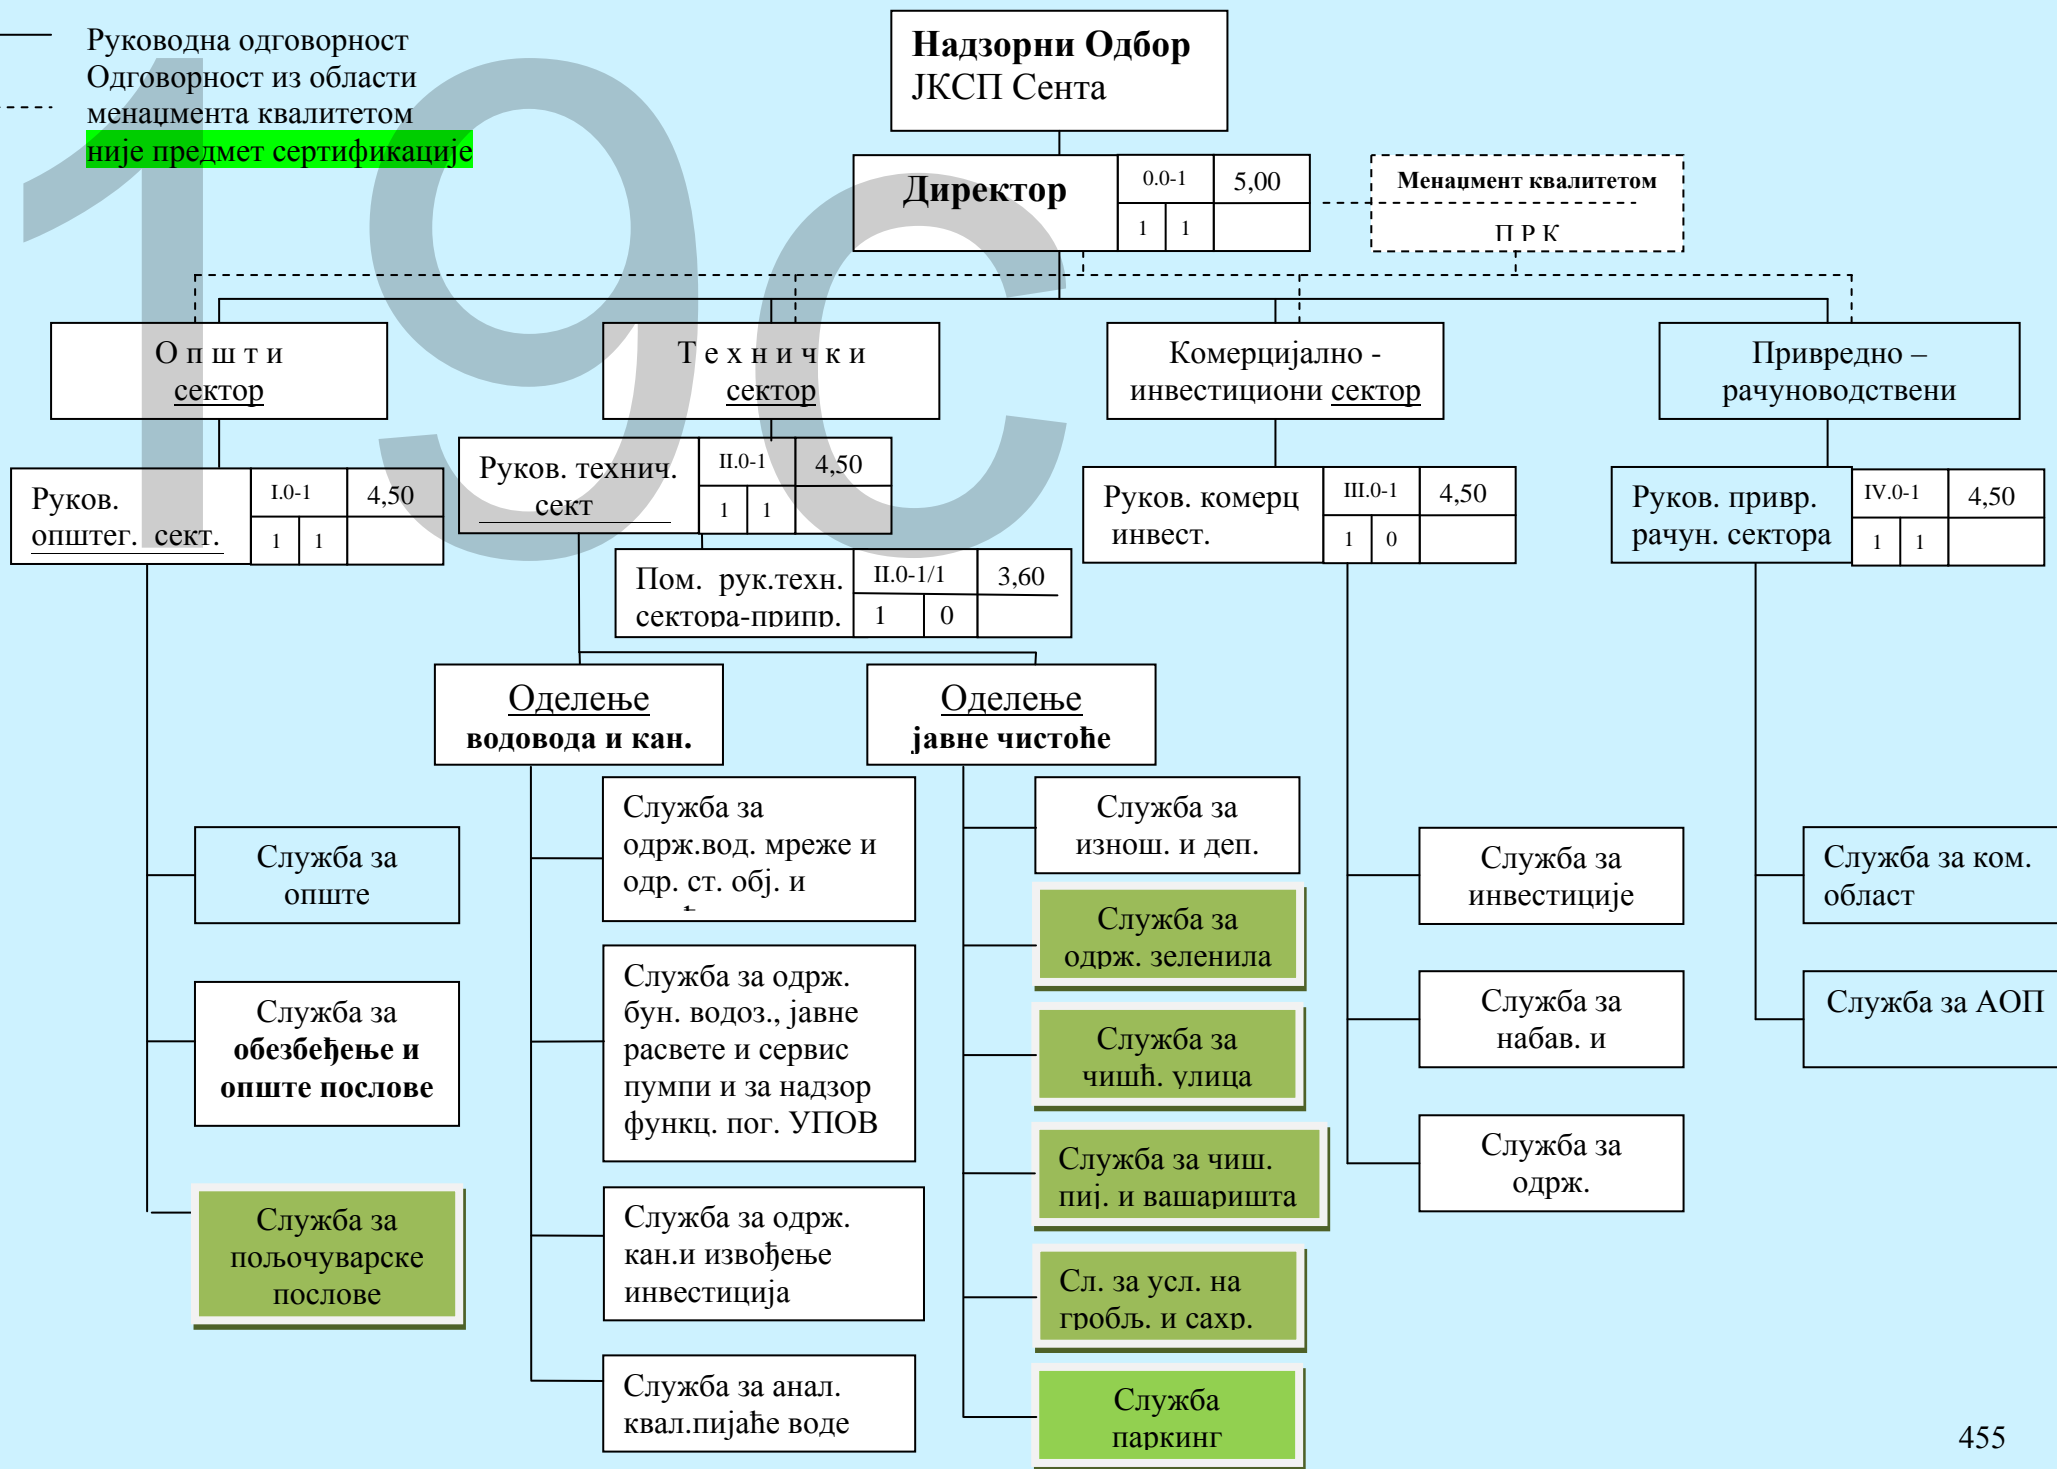 Руководна одговорност
Одговорност из области
менаџмента квалитетом
није предмет сертификације
19c
Надзорни Одбор
ЈКСП Сента
Директор
0.0-1
5,00
1
1
Менаџмент квалитетом
П Р К
О п ш т и
сектор
Т е х н и ч к и
сектор
Комерцијално -
инвестициони сектор
Привредно –
рачуноводствени
Руков.
општег. сект.
I.0-1
4,50
1
1
Руков. технич.
сект
II.0-1
4,50
1
1
Пом. рук.техн.
сектора-припр.
II.0-1/1
3,60
1
0
Руков. комерц
инвест.
III.0-1
4,50
1
0
Руков. привр.
рачун. сектора
IV.0-1
4,50
1
1
Оделење
водовода и кан.
Оделење
јавне чистоће
Служба за
опште
Служба за
обезбеђење и
опште послове
Служба за
пољочуварске
послове
Служба за
одрж.вод. мреже и
одр. ст. обј. и
Служба за одрж.
бун. водоз., јавне
расвете и сервис
пумпи и за надзор
функц. пог. УПОВ
Служба за одрж.
кан.и извођење
инвестиција
Служба за анал.
квал.пијаће воде
Служба за
износ. и деп.
Служба за
одрж. зеленила
Служба за
чишћ. улица
Служба за чиш.
пиј. и вашаришта
Сл. за усл. на
гробљ. и сахр.
Служба
паркинг
Служба за
инвестиције
Служба за
набав. и
Служба за
одрж.
Служба за ком.
област
Служба за АОП
455